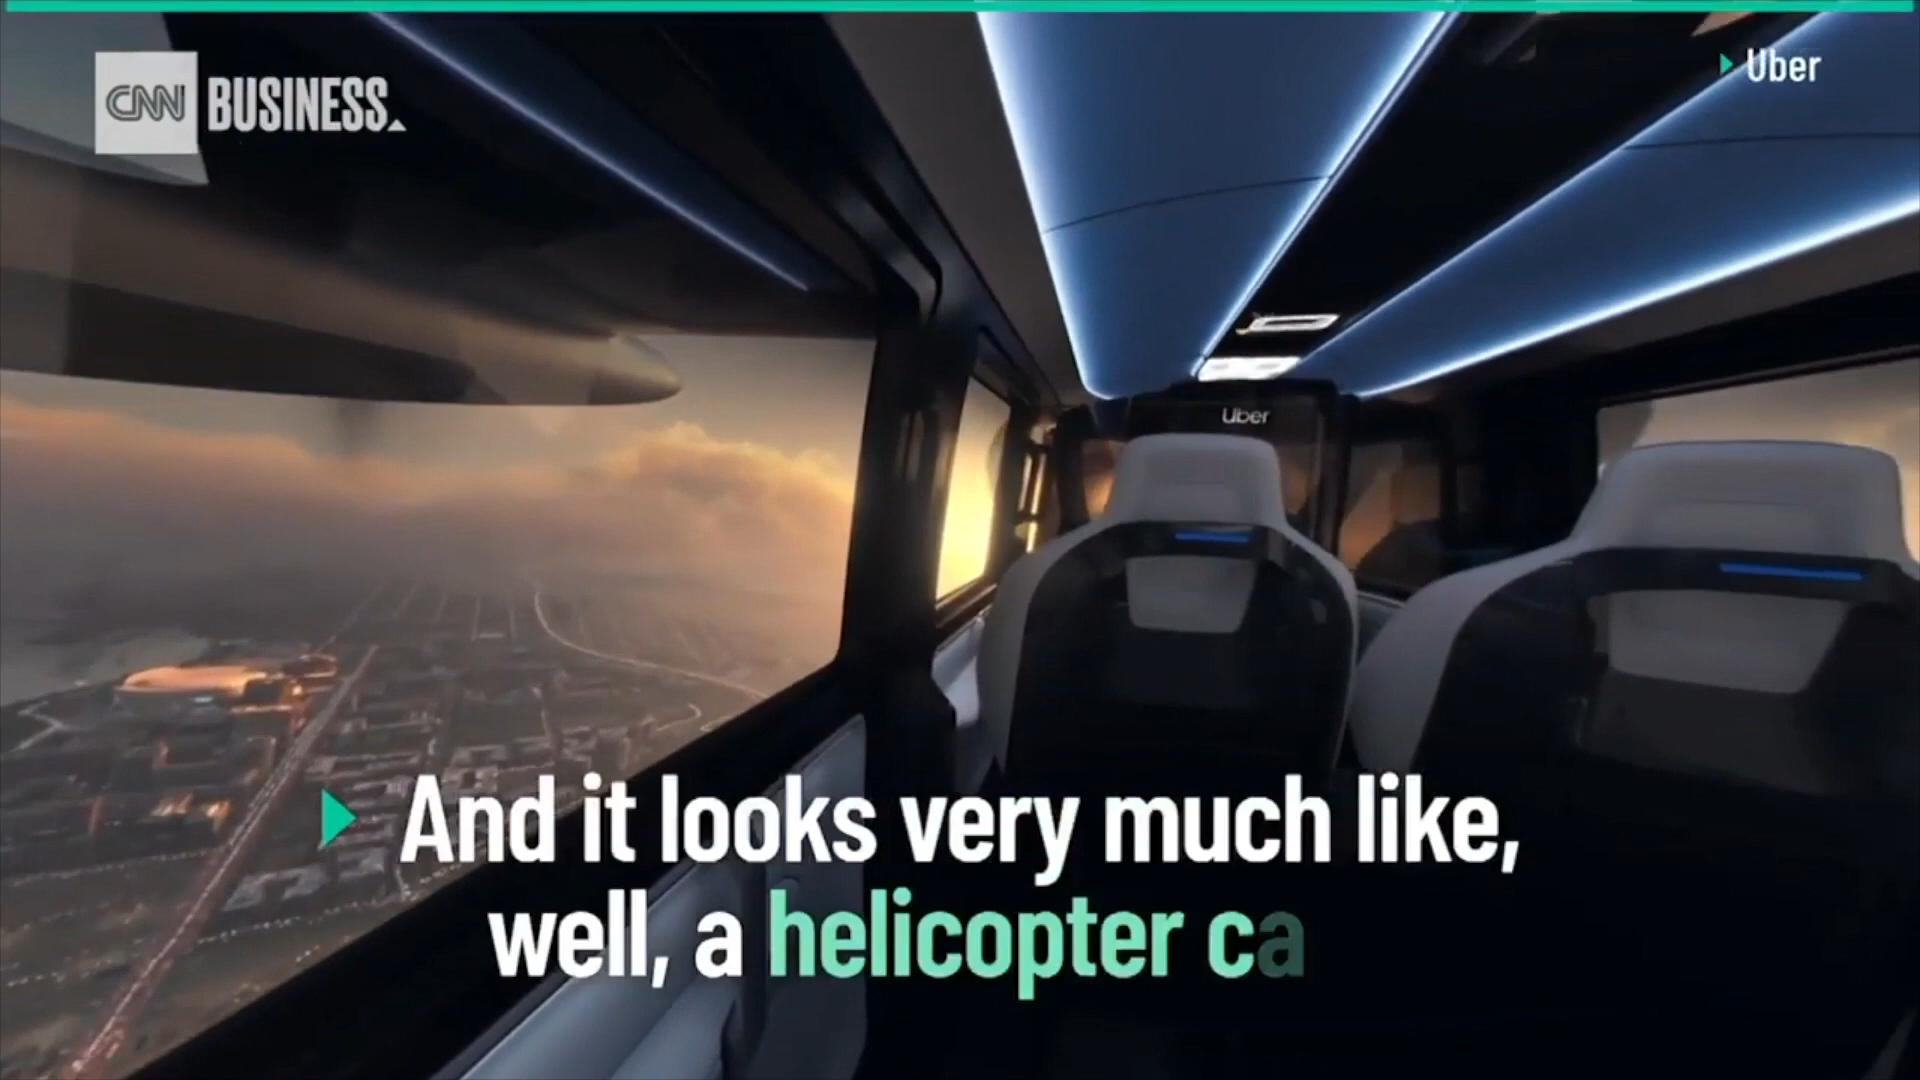 CNN BUSINESS
Uber
Uber
And it looks very much like,
well, a helicopter ca